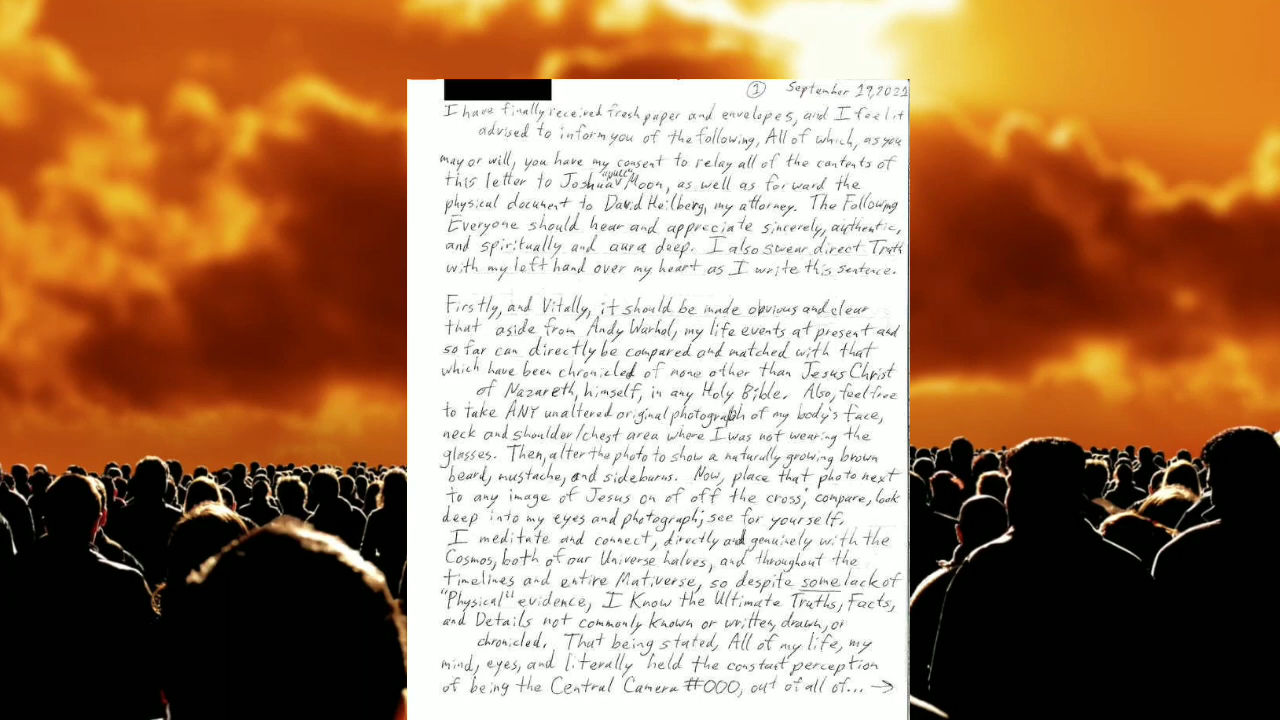 ① September 19, 2021
I have finally received fresh paper and envelopes, and I feel it
advised to inform you of the following, All of which, as you
may or will, you have my consent to relay all of the contents of
this letter to Joshua Moon, as well as forward the
physical document to David Heilberg, my attorney. The Following
Everyone should hear and appreciate sincerely, authentic,
and spiritually and aura deep. I also swear direct Truth
with my left hand over my heart as I write this sentence.
Firstly, and Vitally, it should be made obvious and clear
that aside from Andy Warhol, my life events at present and
so far can directly be compared and matched with that
which have been chronicled of none other than Jesus Christ
of Nazareth, himself, in any Holy Bible. Also, feel free
to take ANY unaltered original photograph of my body's face,
neck and shoulder/chest area where I was not wearing the
glasses. Then, alter the photo to show a naturally growing brown
beard, mustache, and sideburns. Now, place that photo next
to any image of Jesus on of off the cross; compare, look
deep into my eyes and photograph; see for yourself.
I meditate and connect, directly and genuinely with the
Cosmos, both of our Universe halves, and throughout the
timelines and entire Mativerse, so despite some lack of
"Physical" evidence, I Know the Ultimate Truths, Facts,
and Details not commonly known or written, drawn, or
chronicled. That being stated, All of my life, my
mind, eyes, and literally held the constant perception
of being the Central Camera #000, out of all of... →